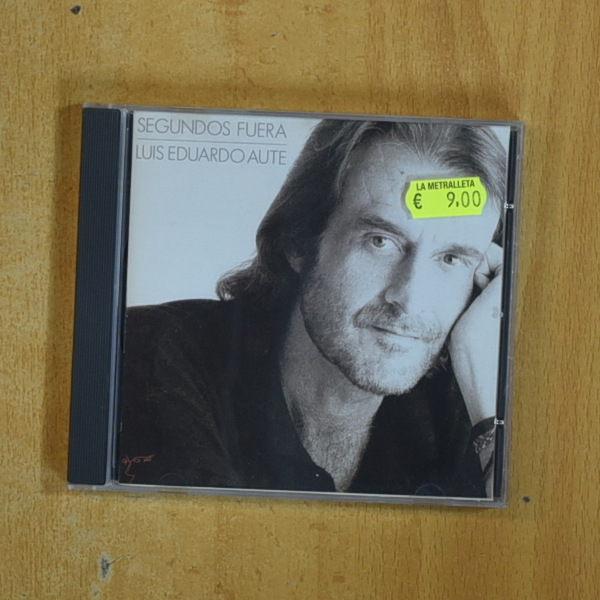 SEGUNDOS FUERA
LUIS EDUARDO AUTE
LA METRALLETA
€ 9,00